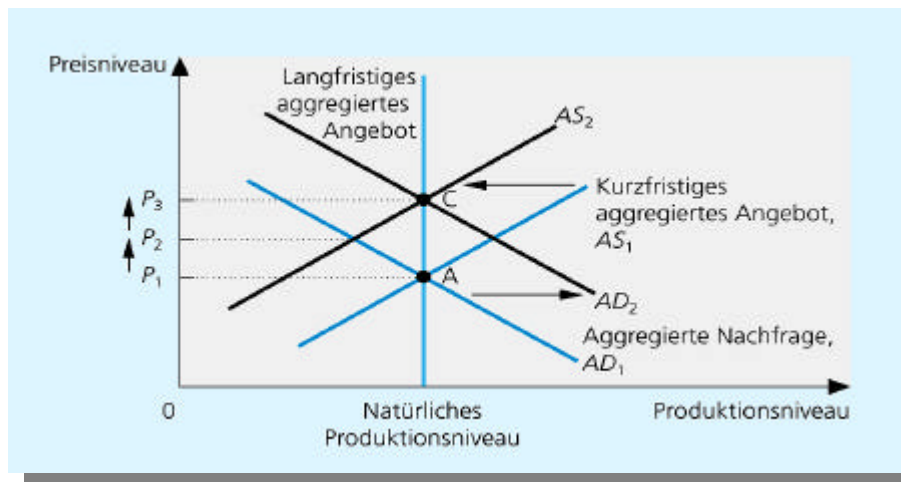 Preisniveau
Langfristiges
aggregiertes
Angebot
AS₂
P₃
C
Kurzfristiges
aggregiertes Angebot,
AS₁
P₂
P₁
A
AD₂
Aggregierte Nachfrage,
AD₁
0
Natürliches
Produktionsniveau
Produktionsniveau